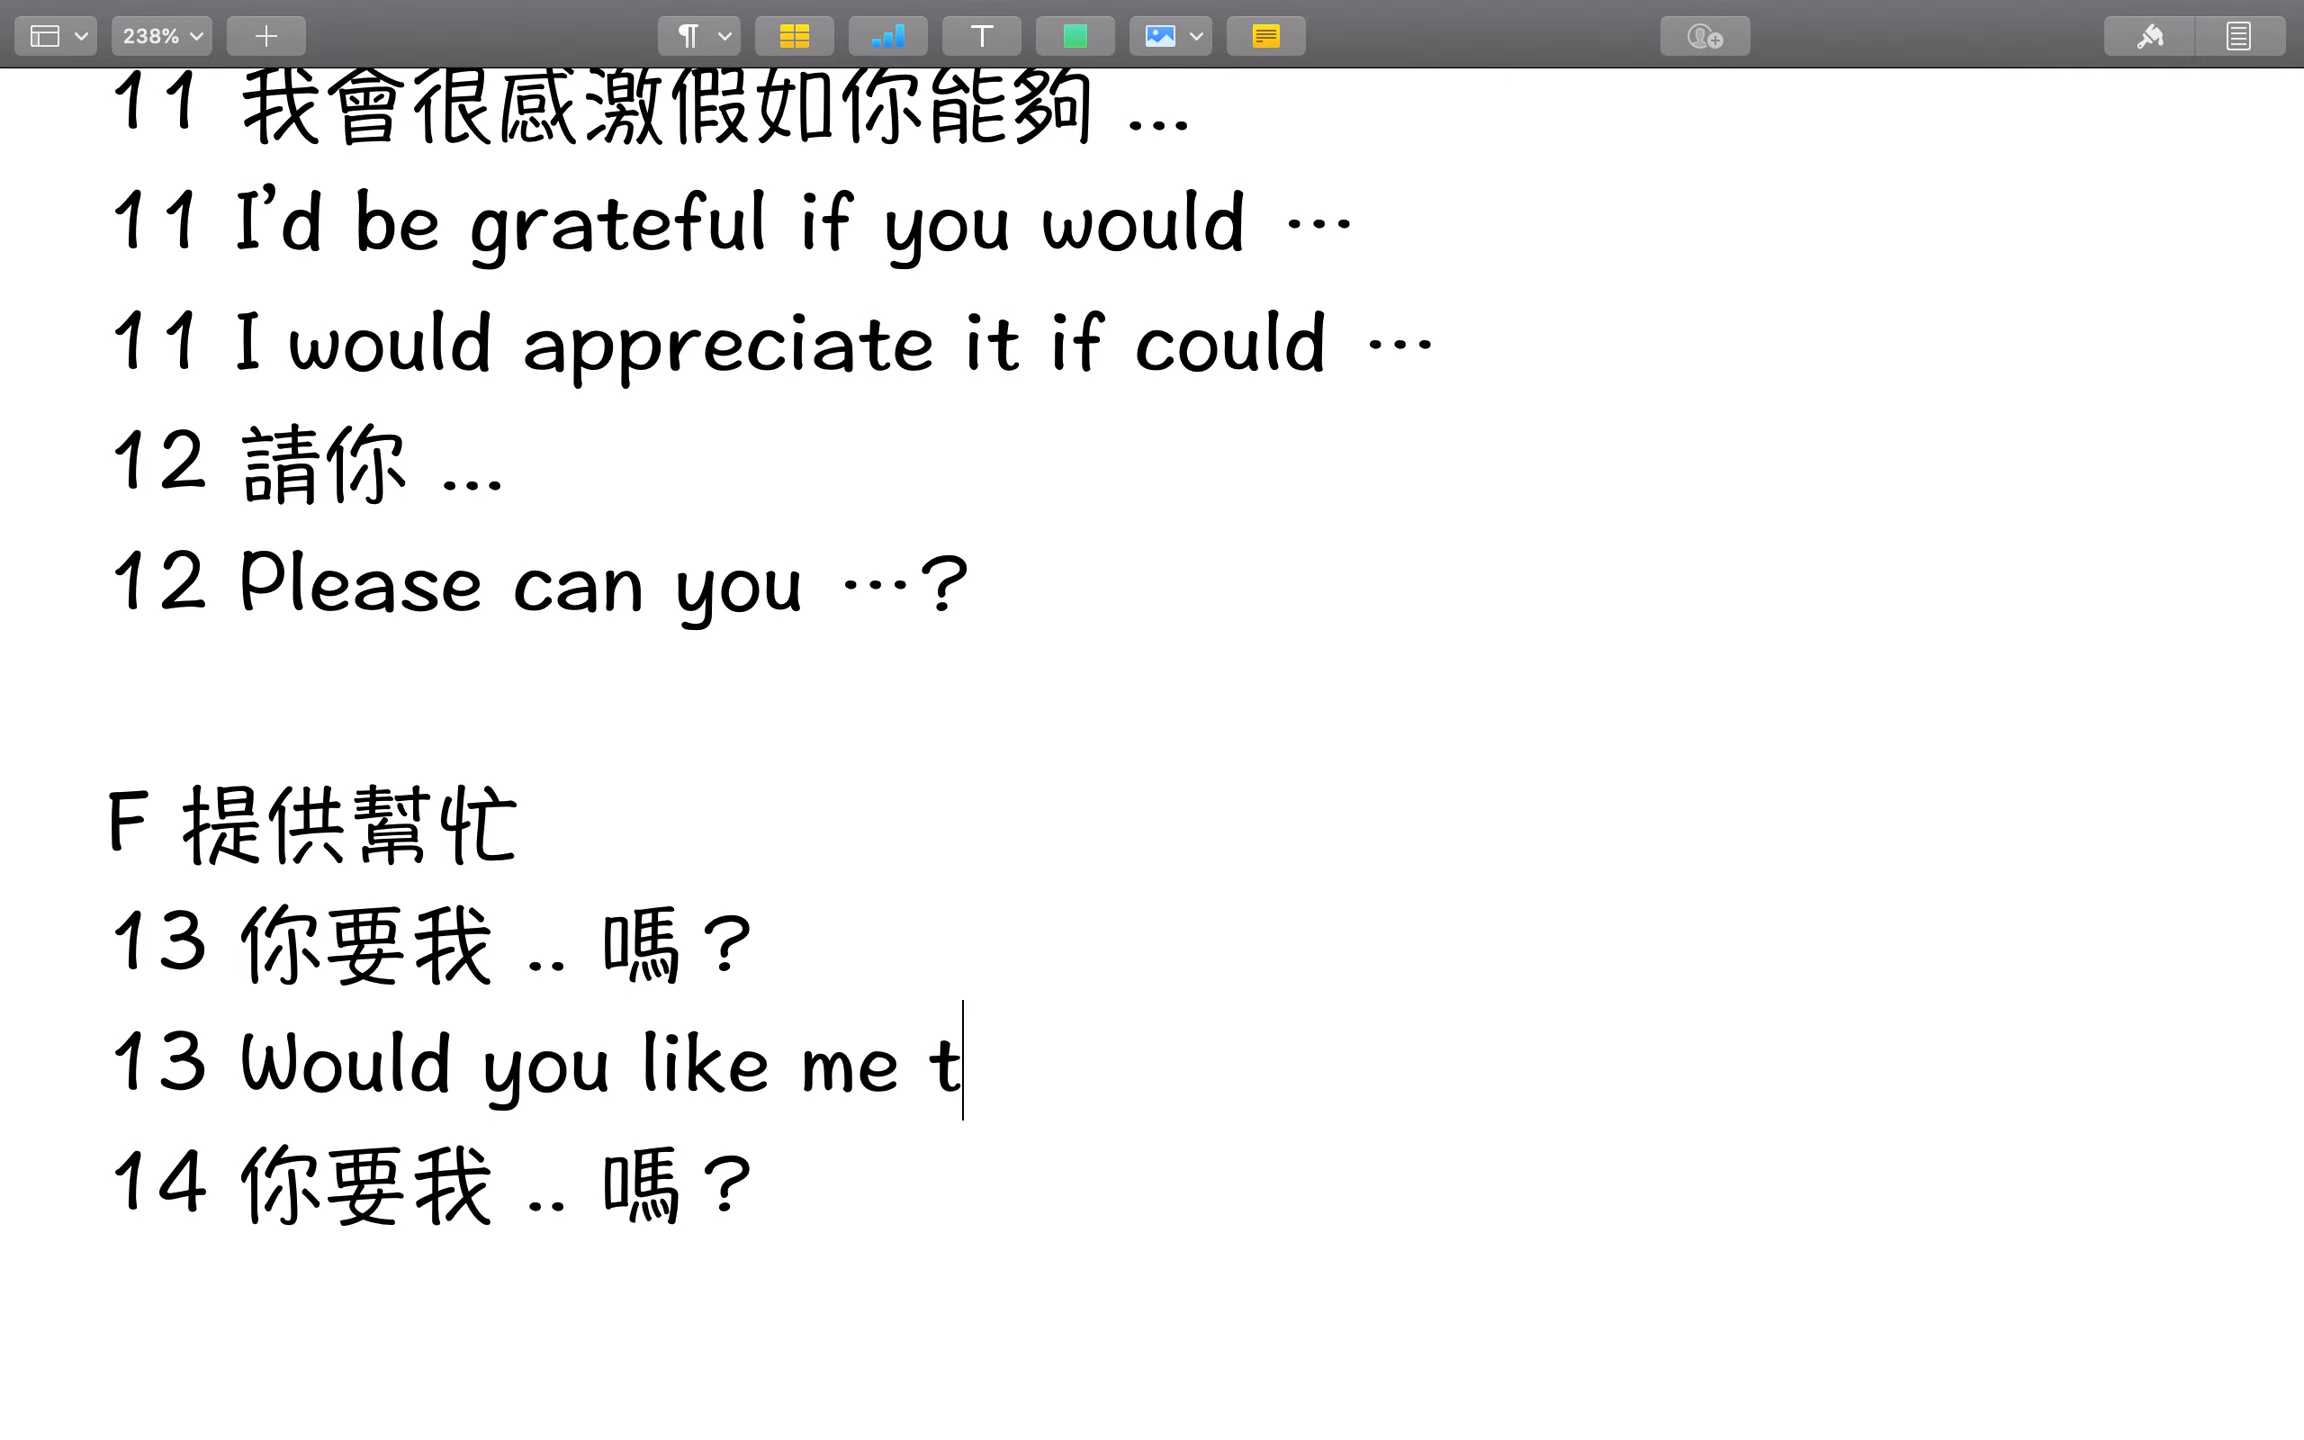 238%
11 我會很感激假如你能夠 ...
11 I’d be grateful if you would …
11 I would appreciate it if could …
12 請你 ...
12 Please can you …?
F 提供幫忙
13 你要我 .. 嗎？
13 Would you like me t
14 你要我 .. 嗎？